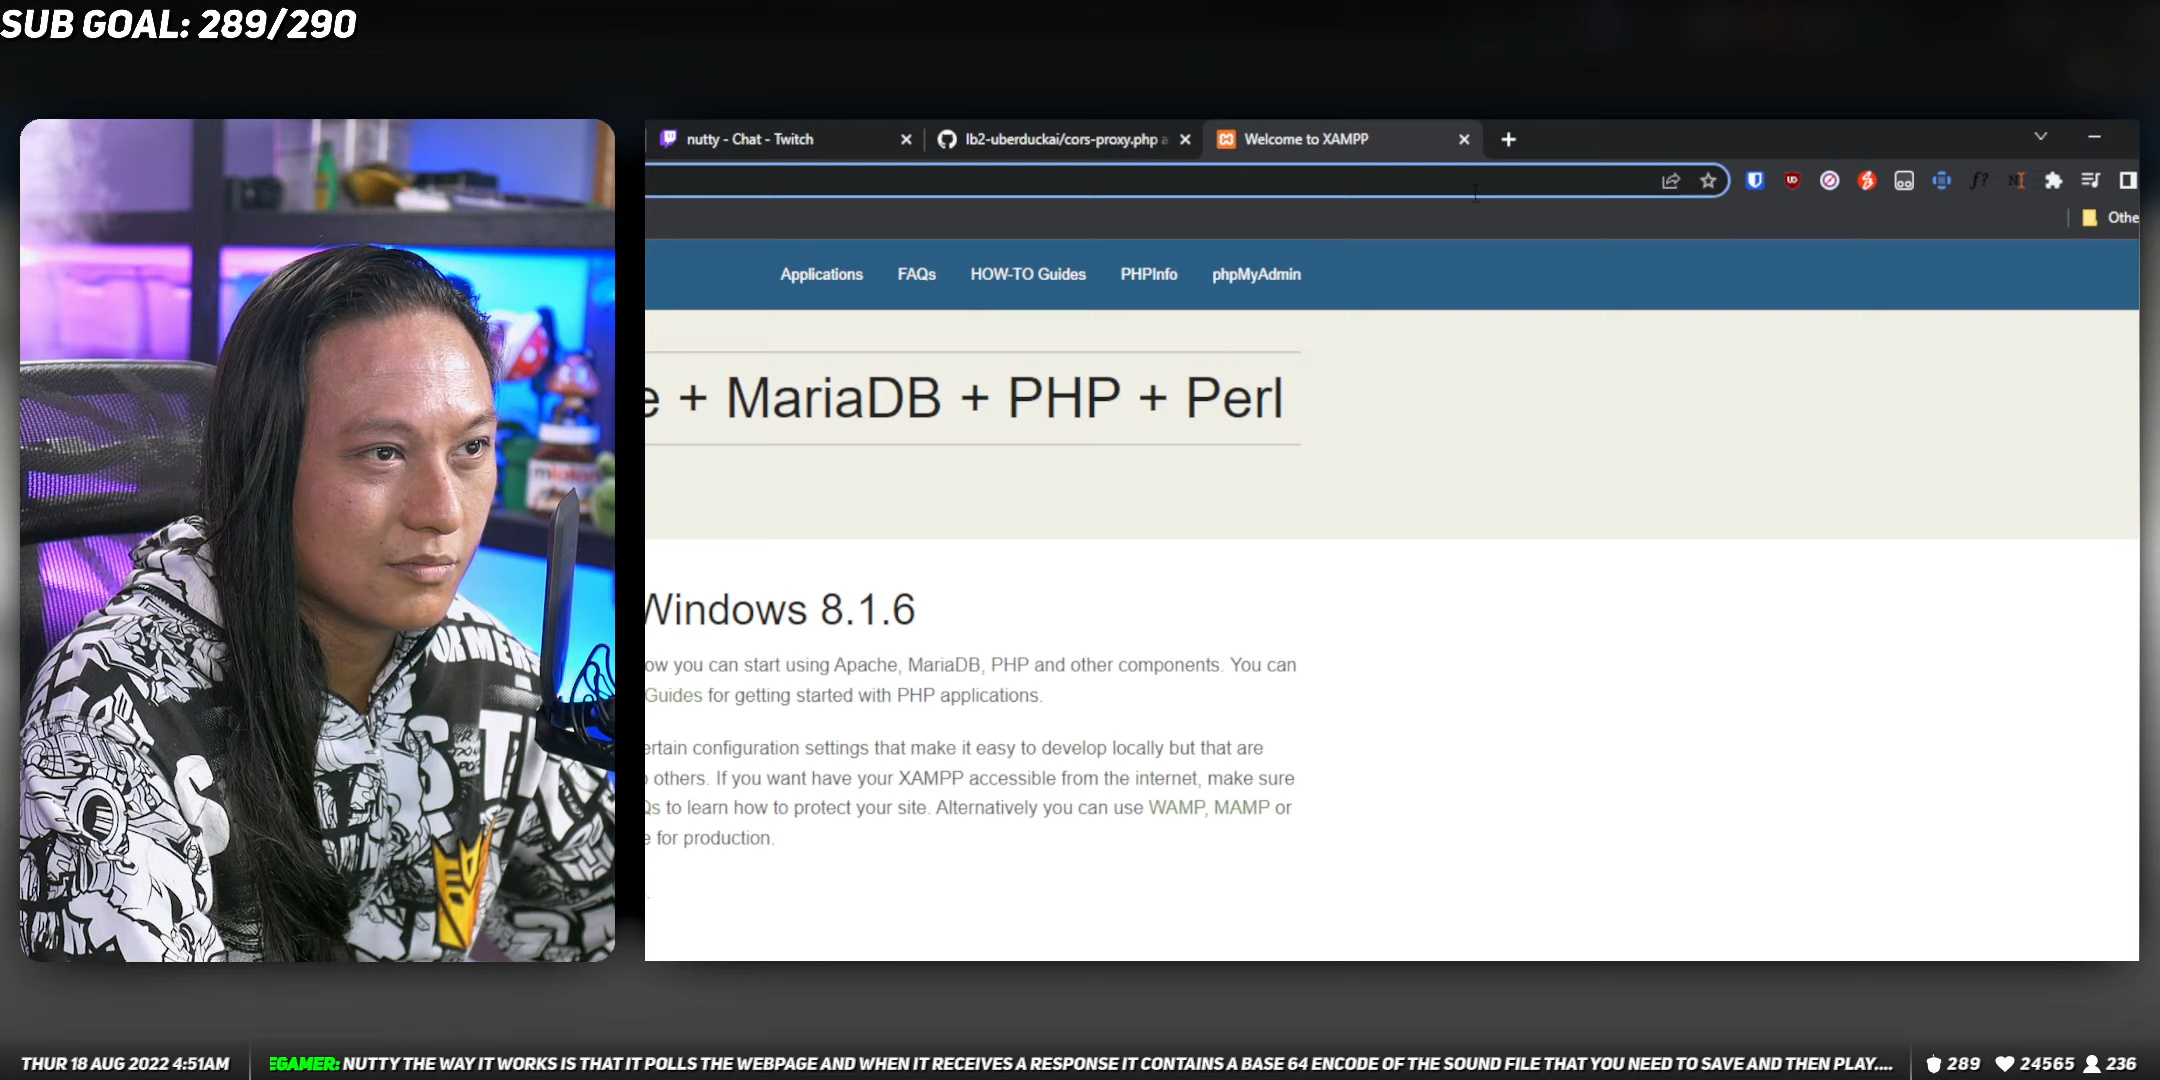 SUB GOAL: 289/290
nutty - Chat - Twitch
lb2-uberduckai/cors-proxy.php a
Welcome to XAMPP
Othe
Applications FAQs HOW-TO Guides PHPInfo phpMyAdmin
e + MariaDB + PHP + Perl
Windows 8.1.6
ow you can start using Apache, MariaDB, PHP and other components. You can
Guides for getting started with PHP applications.
ertain configuration settings that make it easy to develop locally but that are
others. If you want have your XAMPP accessible from the internet, make sure
Qs to learn how to protect your site. Alternatively you can use WAMP, MAMP or
e for production.
THUR 18 AUG 2022 4:51AM
EGAMER: NUTTY THE WAY IT WORKS IS THAT IT POLLS THE WEBPAGE AND WHEN IT RECEIVES A RESPONSE IT CONTAINS A BASE 64 ENCODE OF THE SOUND FILE THAT YOU NEED TO SAVE AND THEN PLAY....
289 24565 236